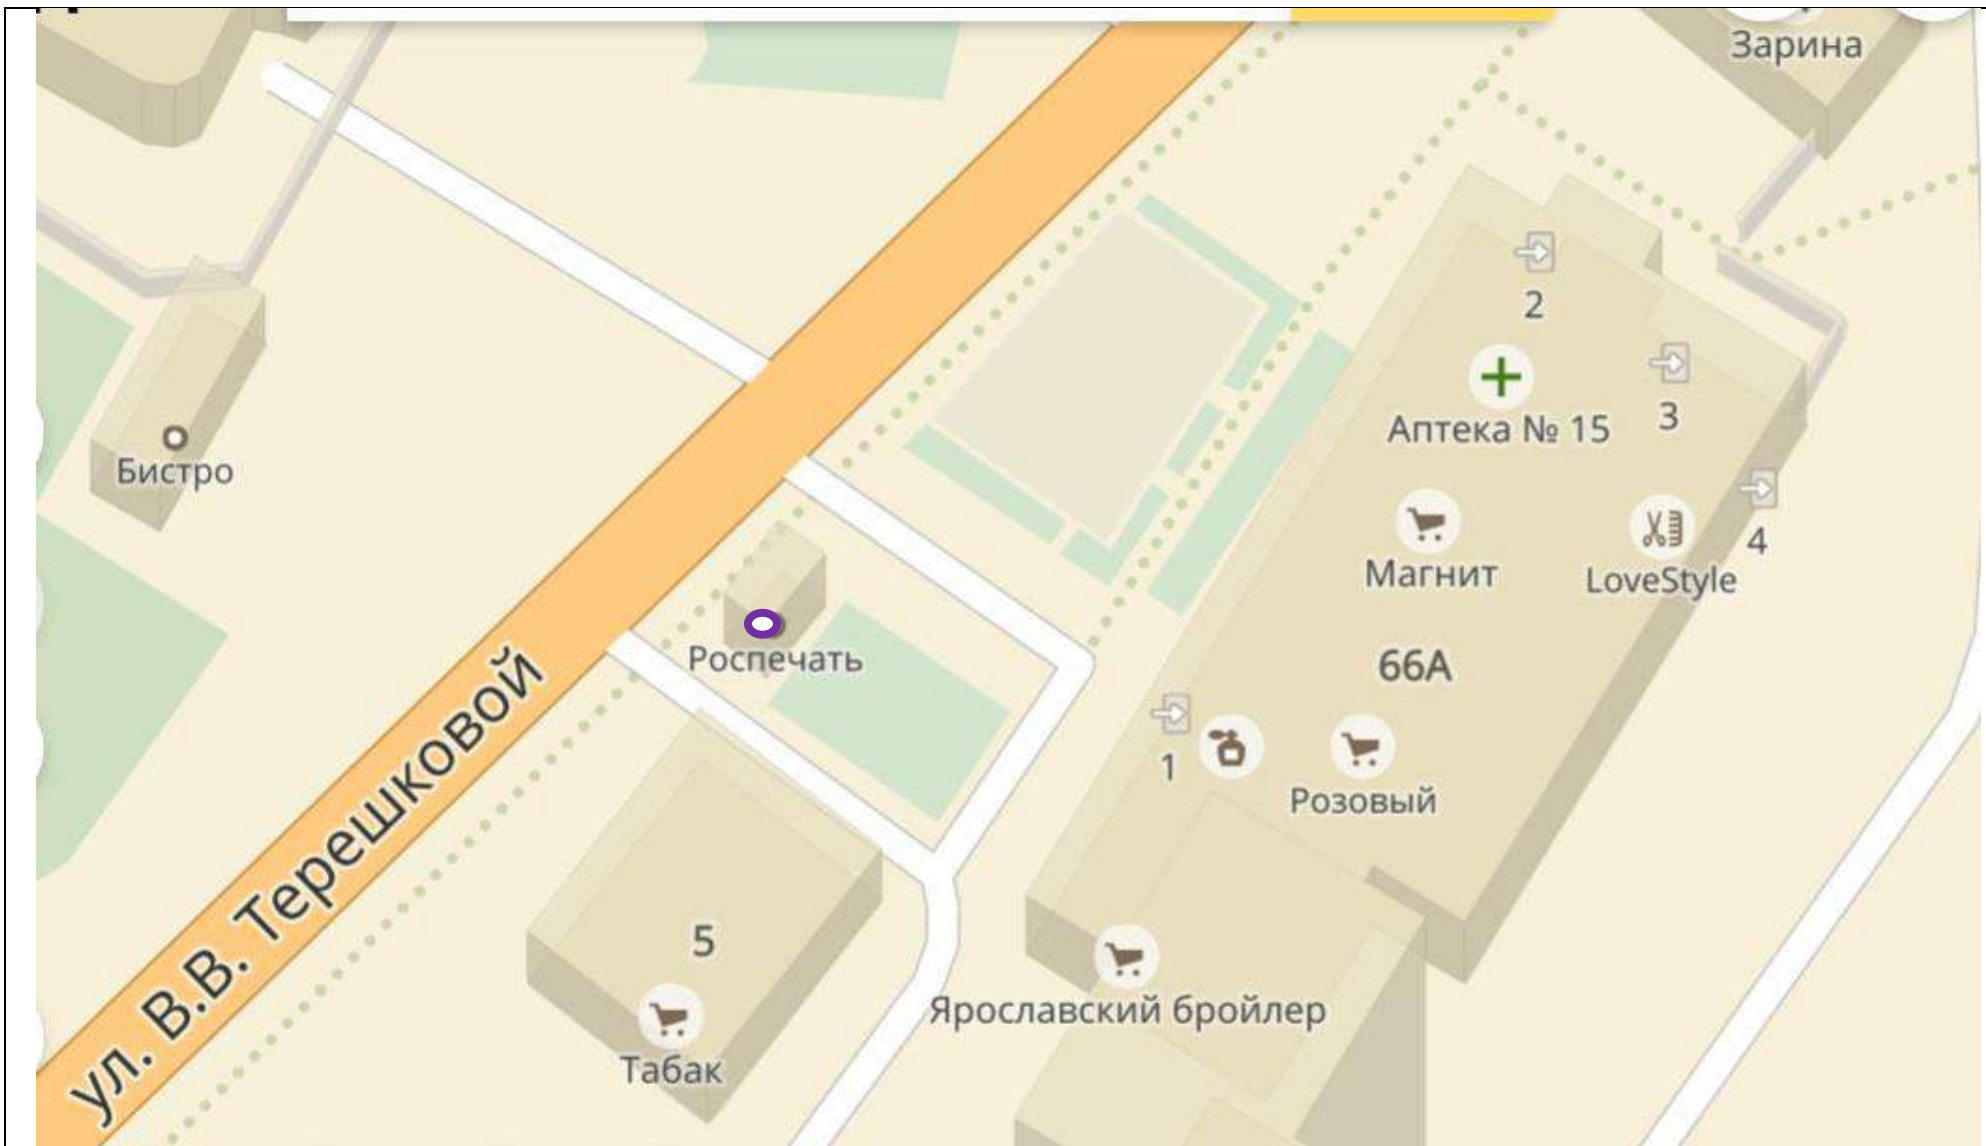 Зарина
2
3
Аптека № 15
Бистро
4
Магнит
LoveStyle
Роспечать
66А
1
Розовый
ул. В.В. Терешковой
5
Ярославский бройлер
Табак